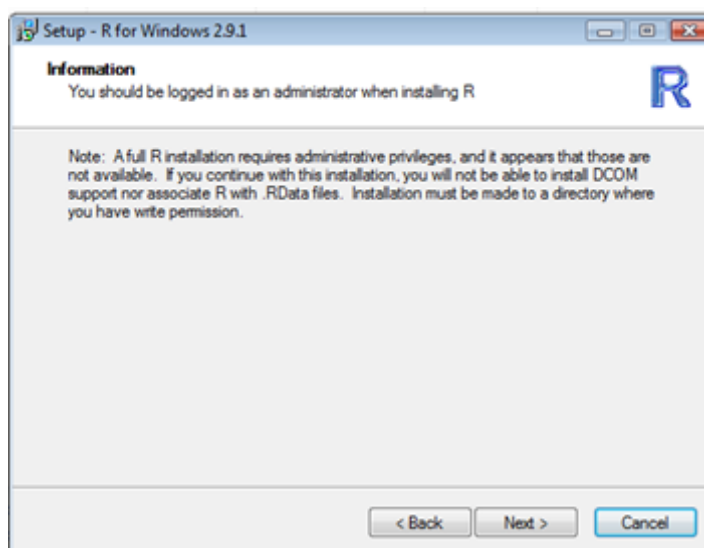 Setup - R for Windows 2.9.1
Information
You should be logged in as an administrator when installing R
R
Note: A full R installation requires administrative privileges, and it appears that those are
not available. If you continue with this installation, you will not be able to install DCOM
support nor associate R with .RData files. Installation must be made to a directory where
you have write permission.
< Back
Next >
Cancel